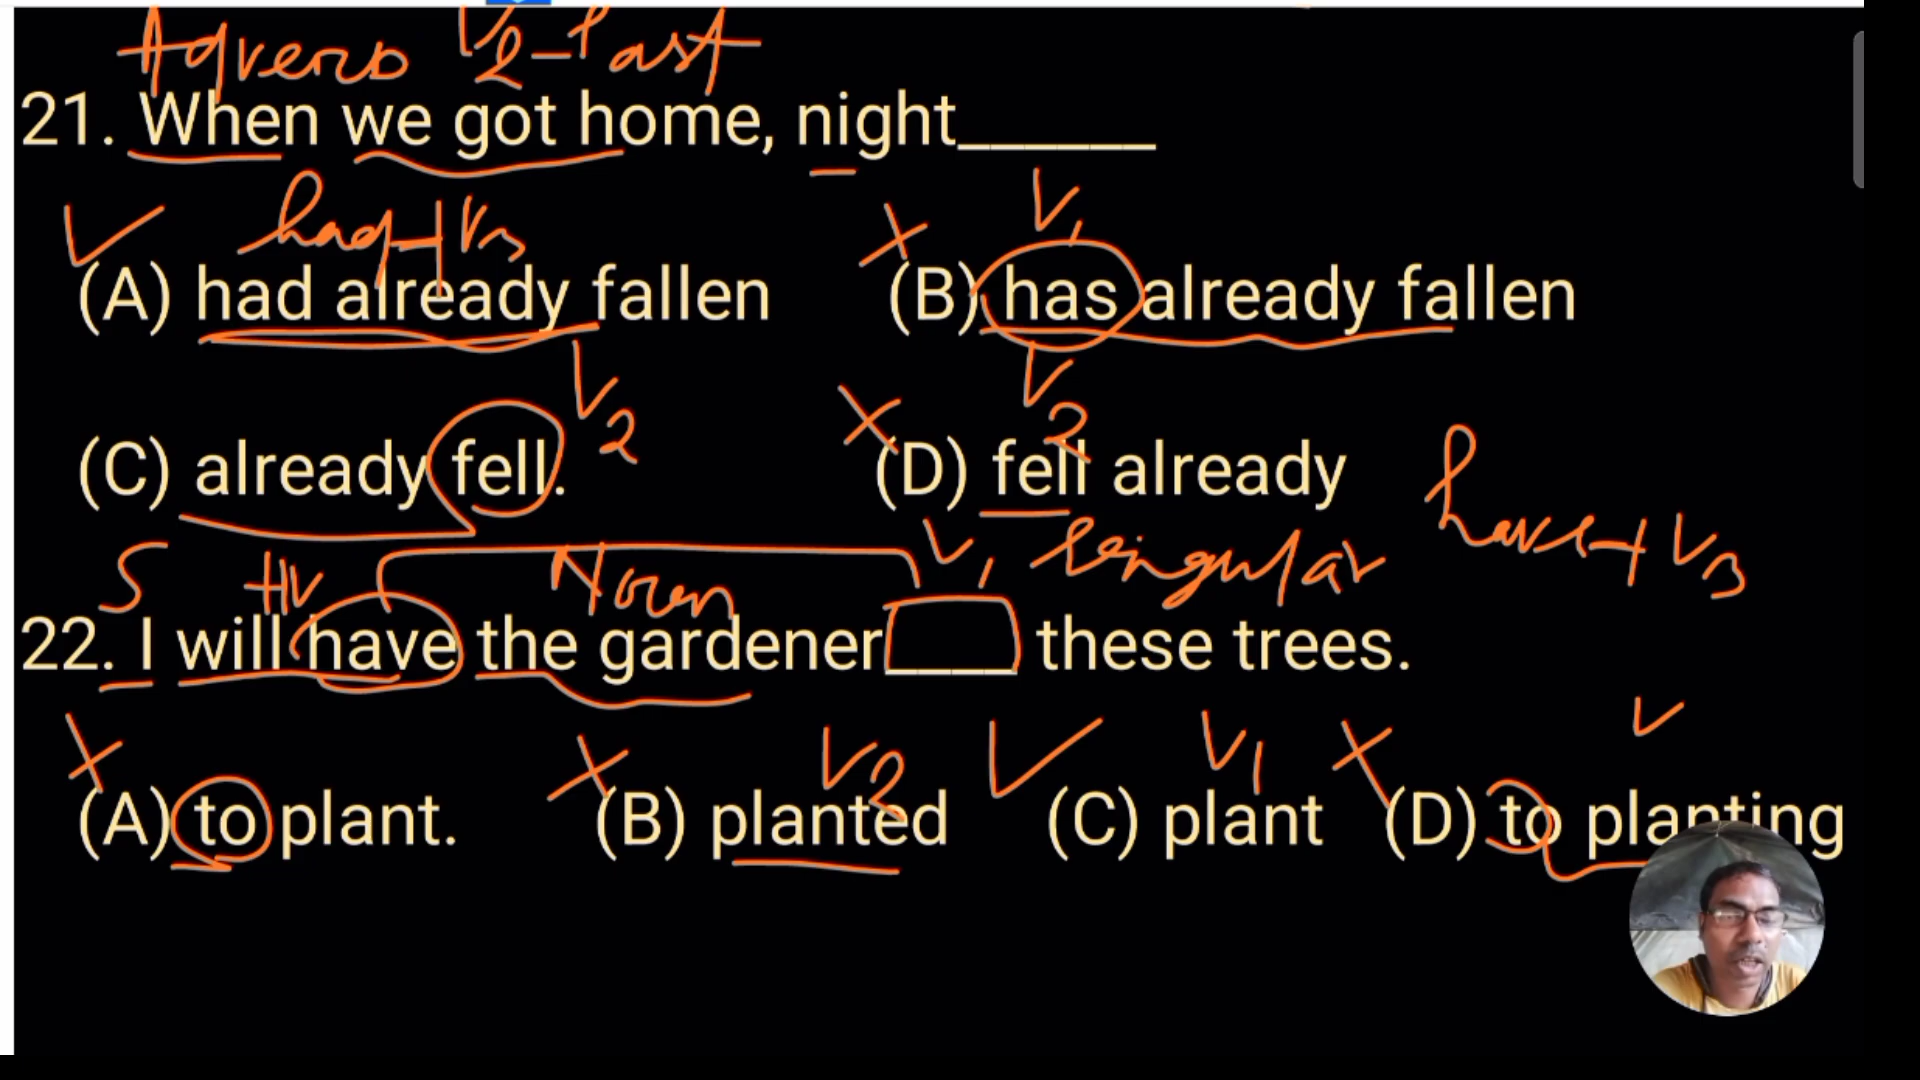 Adverb V2-Past
21. When we got home, night______
had+V3 V1
(A) had already fallen (B) has already fallen
V2 V2
(C) already fell. (D) fell already
have+V3
S HV Noun V1 Singular
22. I will have the gardener____ these trees.
V2 V1 V
(A) to plant. (B) planted (C) plant (D) to planting